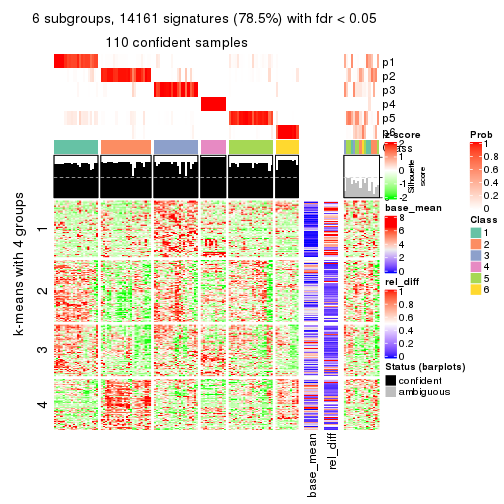 6 subgroups, 14161 signatures (78.5%) with fdr < 0.05
110 confident samples
p1
p2
p3
p4
p5
p6
z-score
2
1
0
-1
-2
Silhouette
score
Class
Prob
1
0.8
0.6
0.4
0.2
0
Class
1
2
3
4
5
6
base_mean
8
6
4
2
0
rel_diff
1
0.8
0.6
0.4
0.2
0
Status (barplots)
confident
ambiguous
k-means with 4 groups
1
2
3
4
base_mean
rel_diff